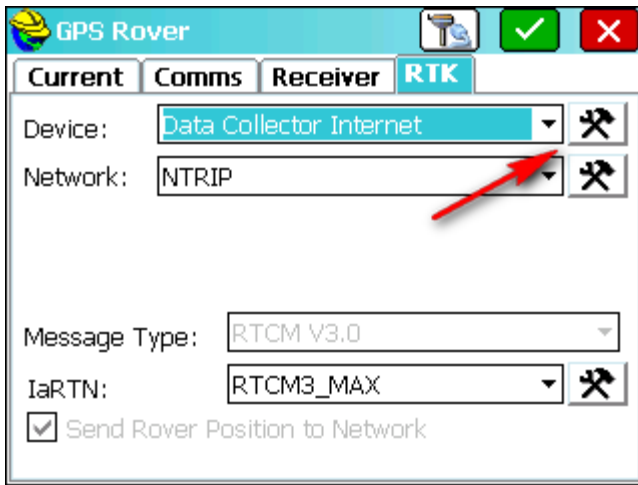 GPS Rover
Current Comms Receiver RTK
Device: Data Collector Internet
Network: NTRIP
Message Type: RTCM V3.0
IaRTN: RTCM3_MAX
Send Rover Position to Network